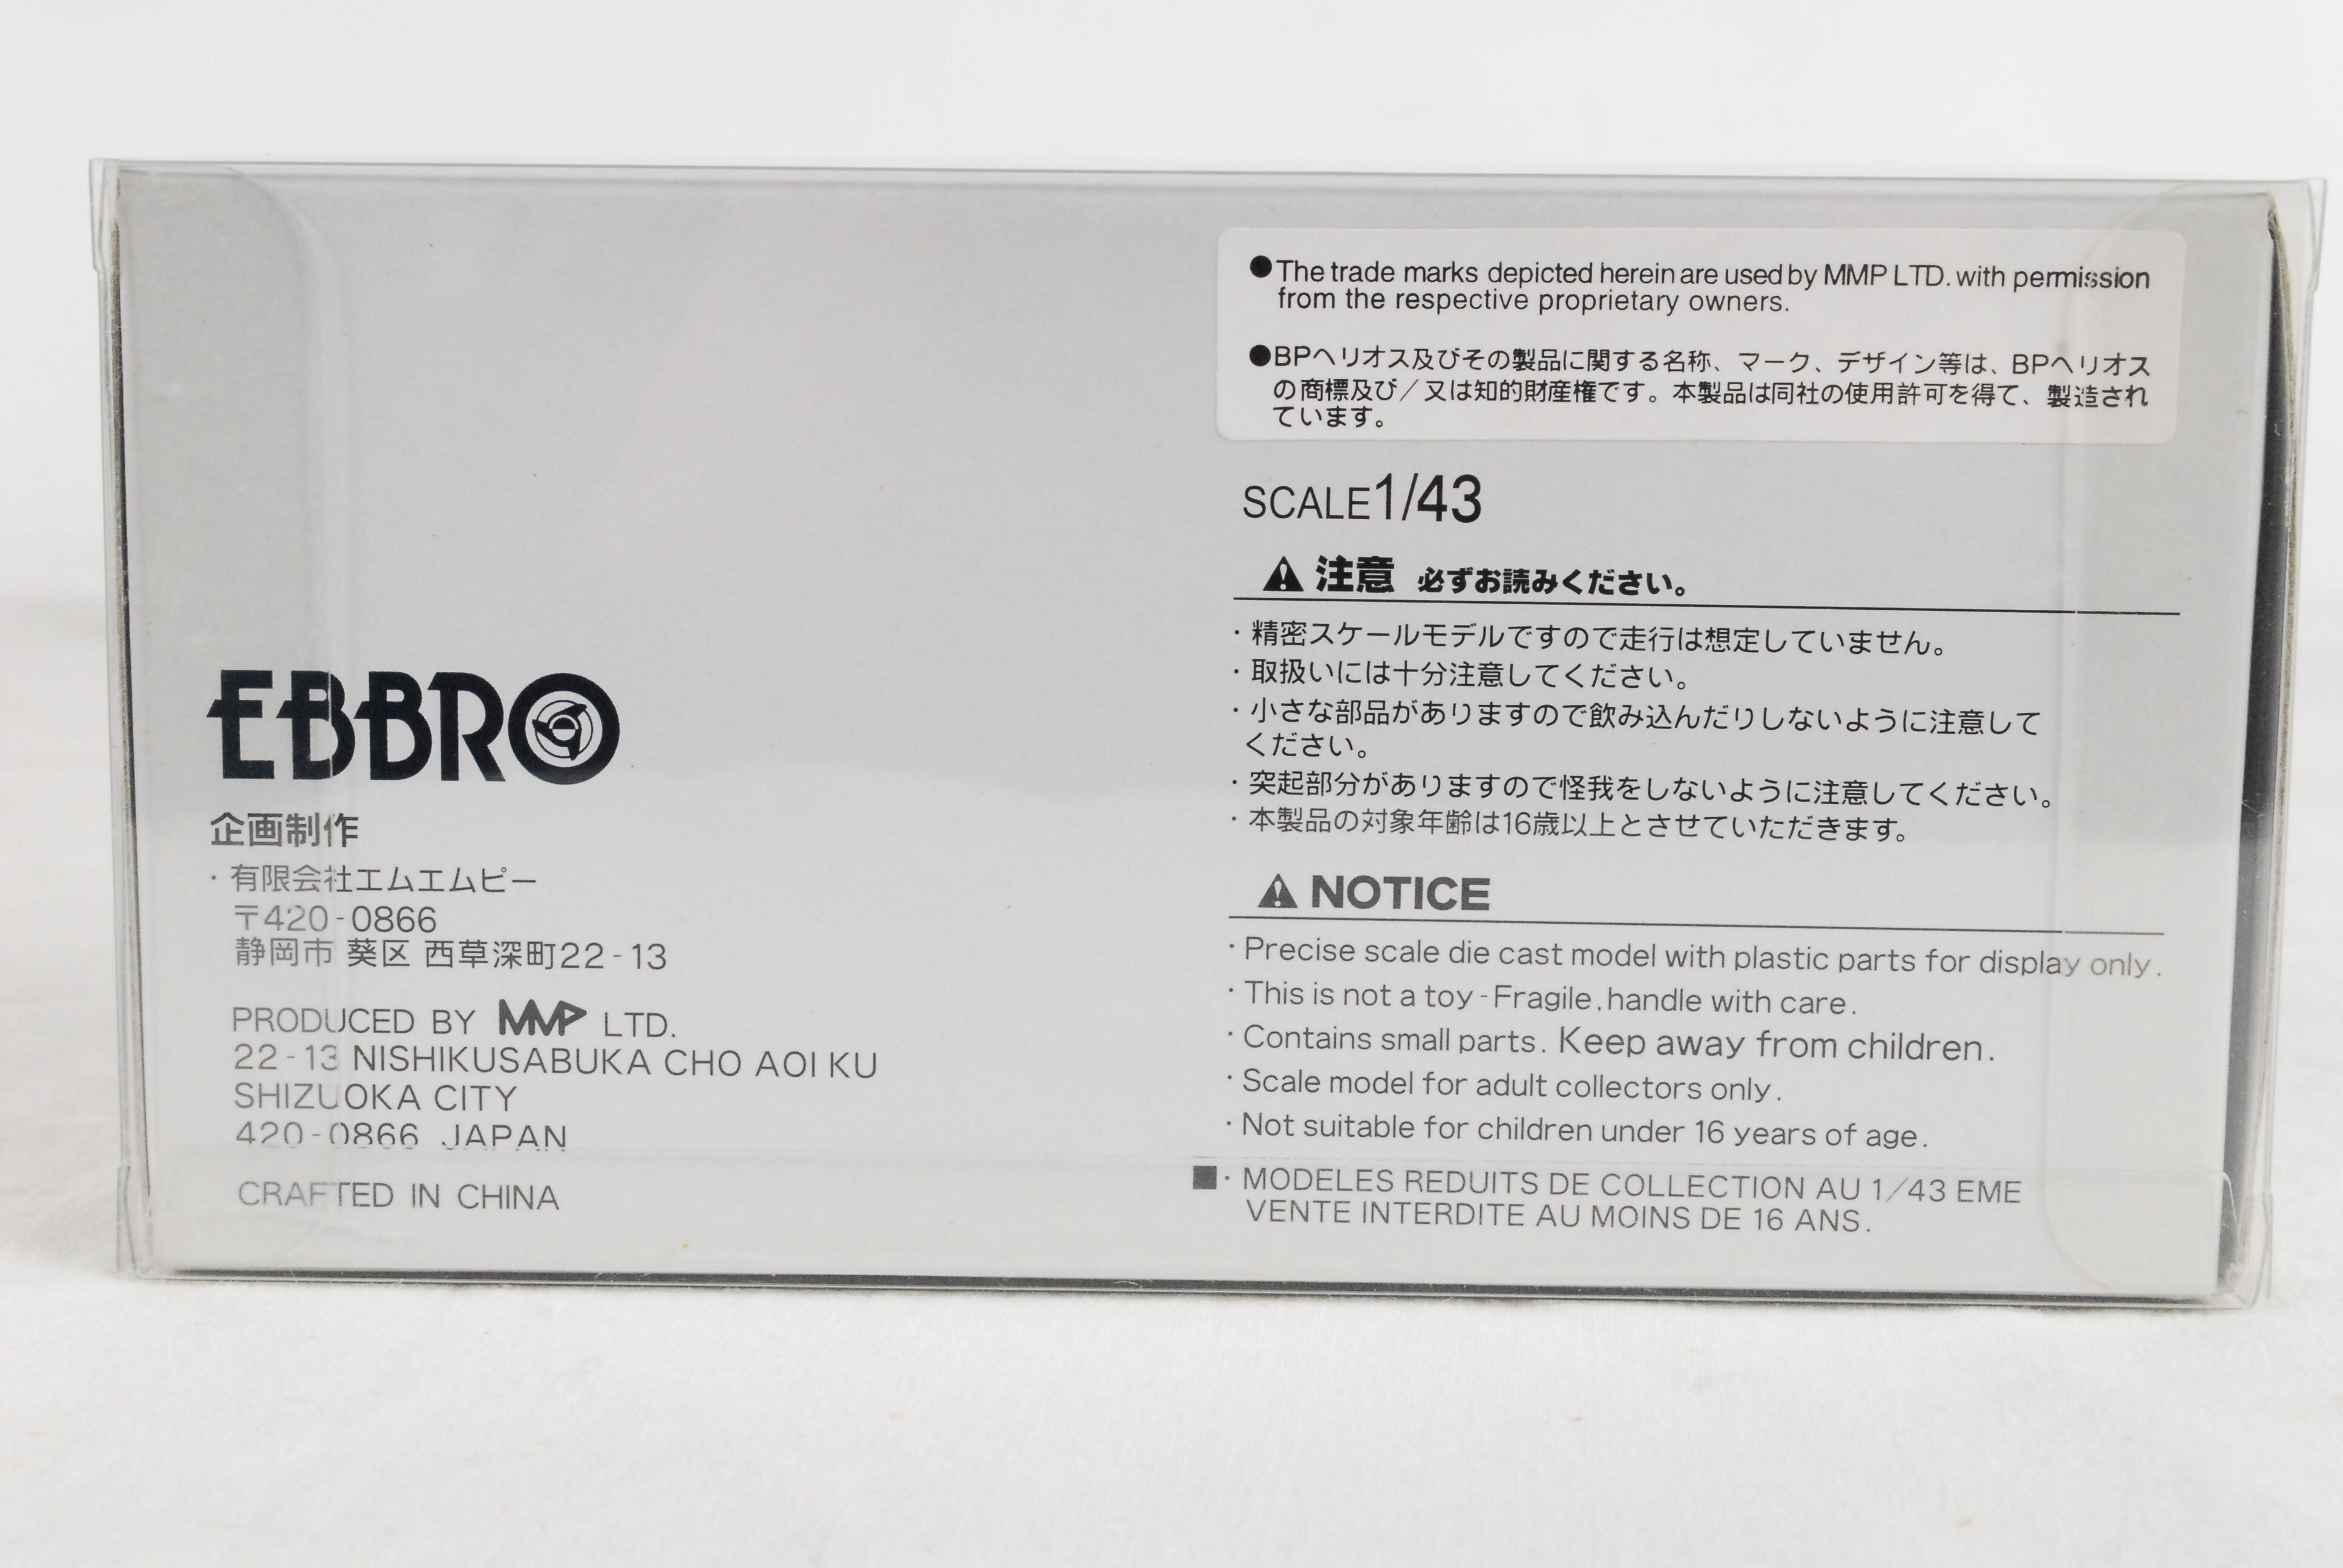 ●The trade marks depicted herein are used by MMP LTD. with permission
from the respective proprietary owners.
●BPヘリオス及びその製品に関する名称、マーク、デザイン等は、BPヘリオス
の商標及び／又は知的財産権です。本製品は同社の使用許可を得て、製造され
ています。
SCALE1/43
⚠ 注意 必ずお読みください。
・精密スケールモデルですので走行は想定していません。
・取扱いには十分注意してください。
・小さな部品がありますので飲み込んだりしないように注意して
ください。
・突起部分がありますので怪我をしないように注意してください。
・本製品の対象年齢は16歳以上とさせていただきます。
⚠ NOTICE
・Precise scale die cast model with plastic parts for display only.
・This is not a toy-Fragile, handle with care.
・Contains small parts. Keep away from children.
・Scale model for adult collectors only.
・Not suitable for children under 16 years of age.
■・MODELES REDUITS DE COLLECTION AU 1/43 EME
VENTE INTERDITE AU MOINS DE 16 ANS.
EBBRO
企画制作
・有限会社エムエムピー
〒420-0866
静岡市 葵区 西草深町22-13
PRODUCED BY MMP LTD.
22-13 NISHIKUSABUKA CHO AOI KU
SHIZUOKA CITY
420-0866 JAPAN
CRAFTED IN CHINA